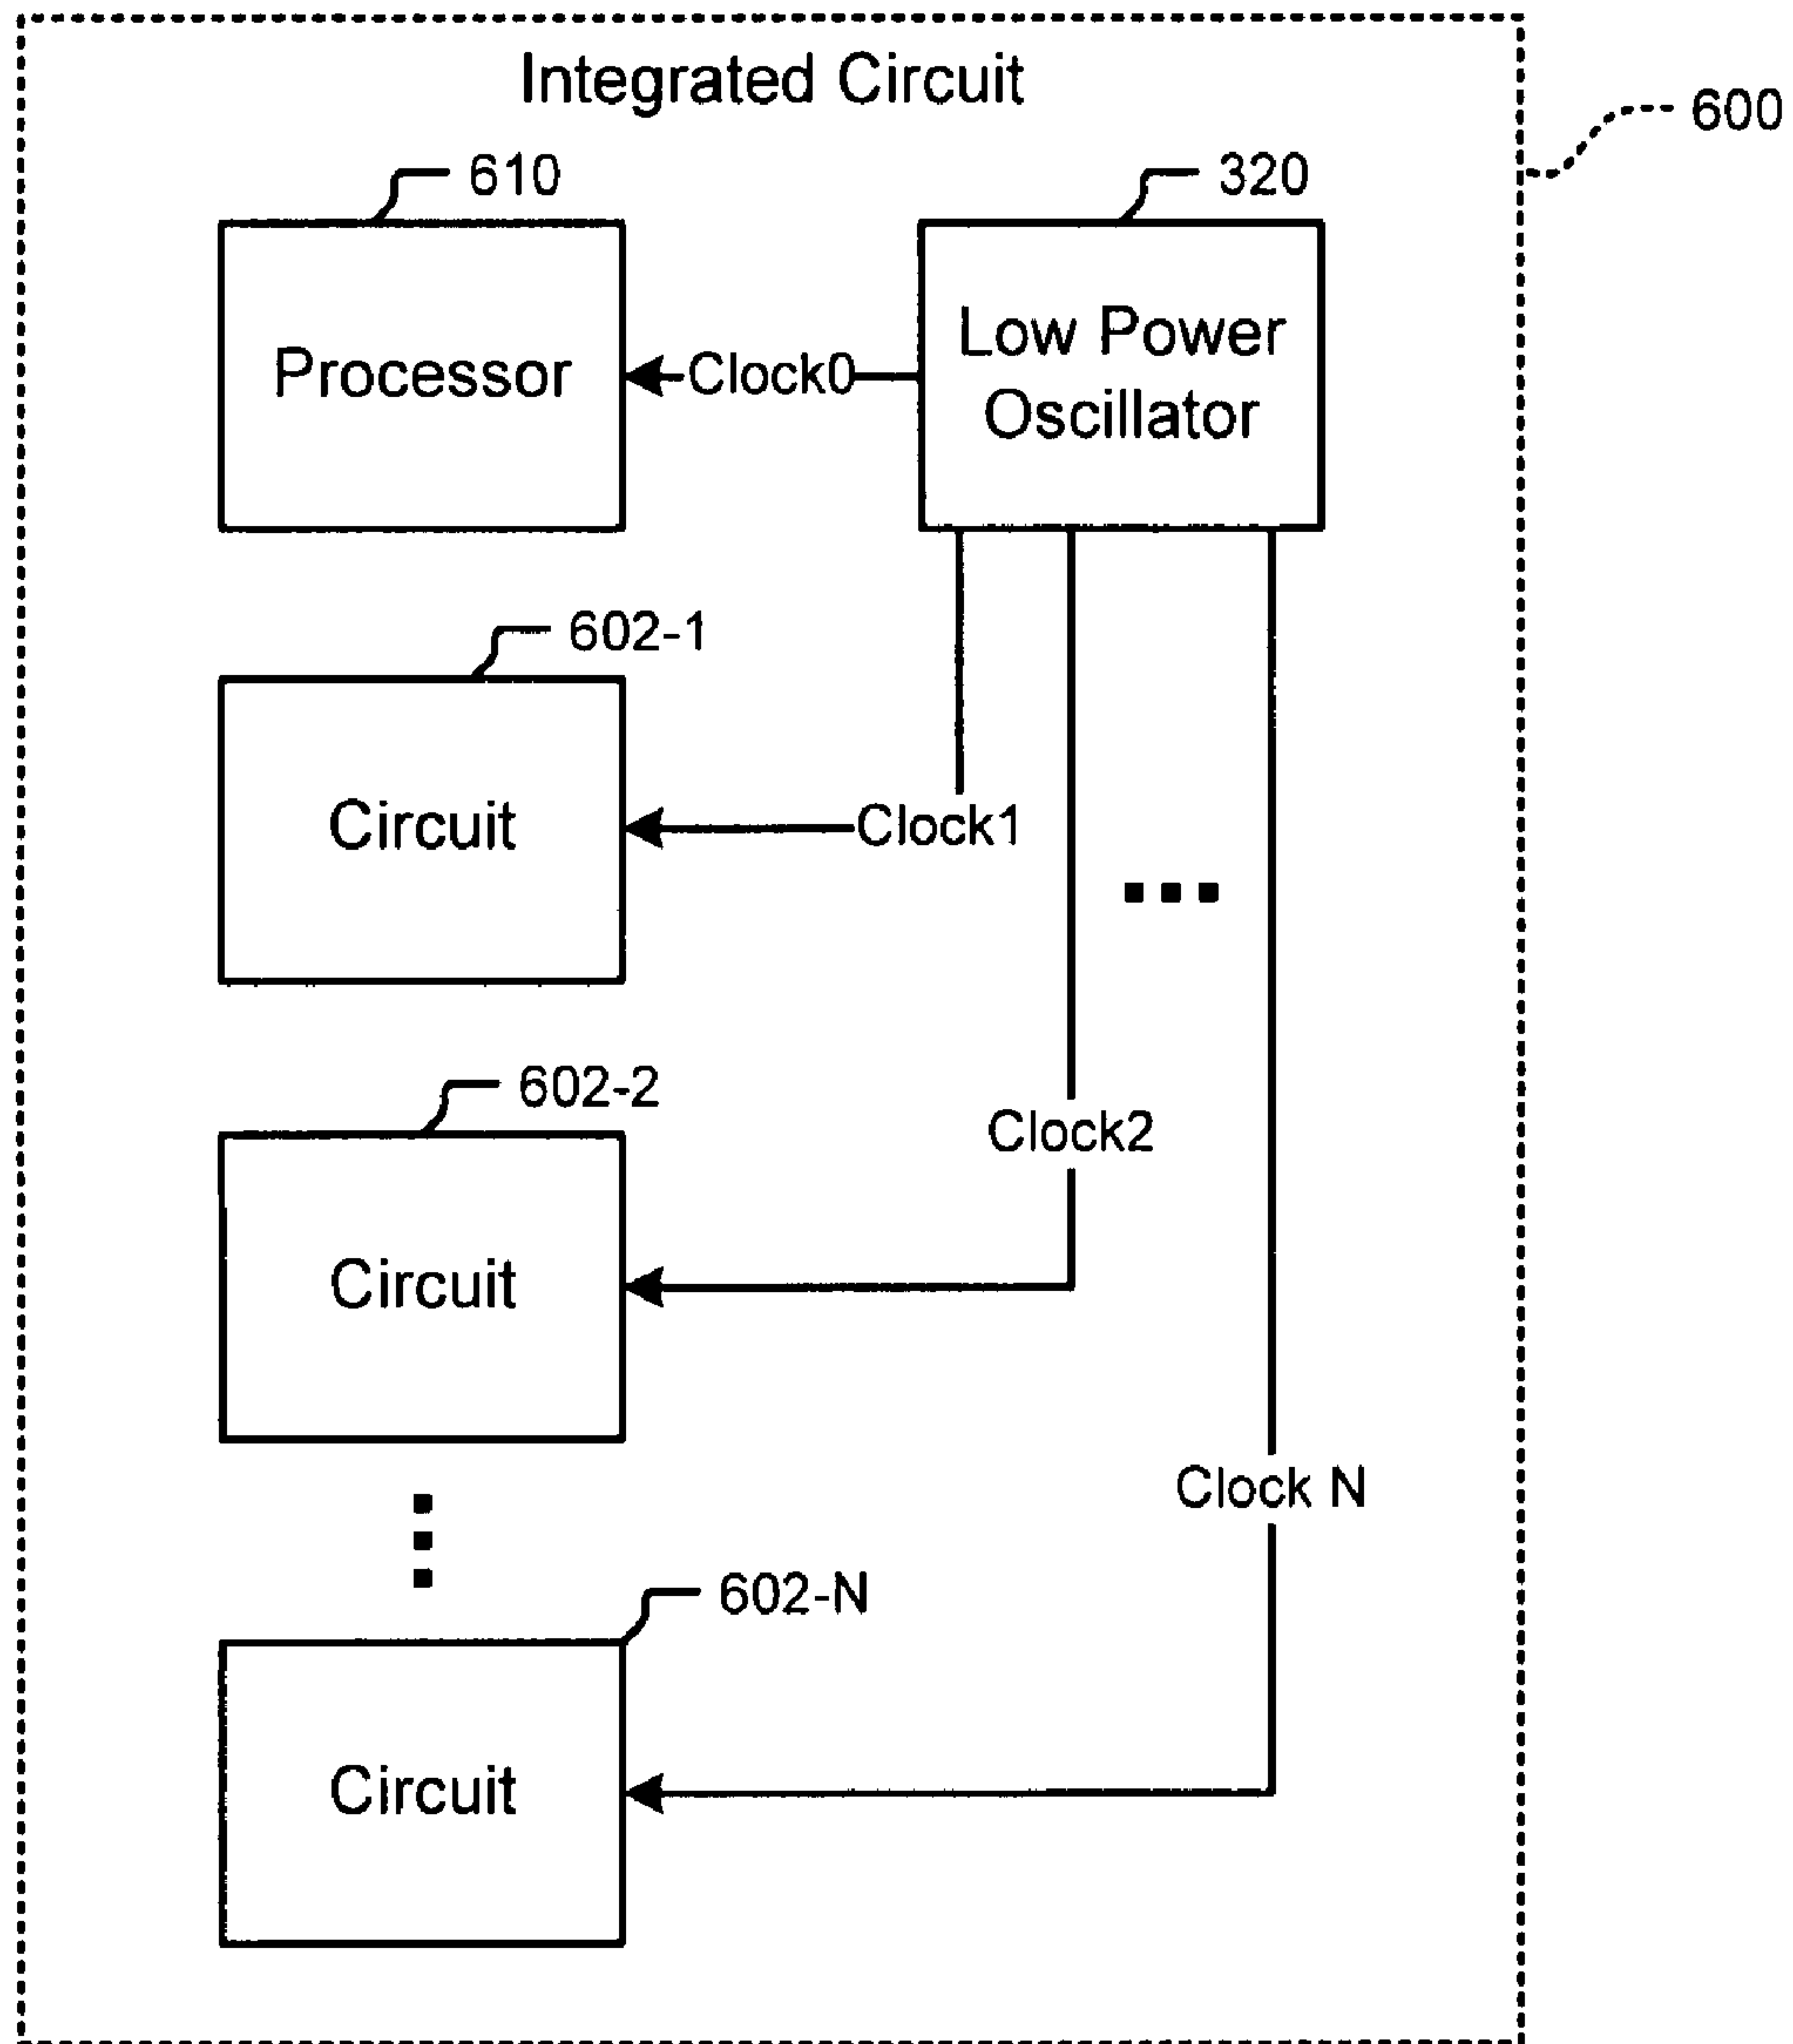 Integrated Circuit
600
610
320
Processor
Clock0
Low Power
Oscillator
602-1
Circuit
Clock1
602-2
Clock2
Circuit
Clock N
602-N
Circuit